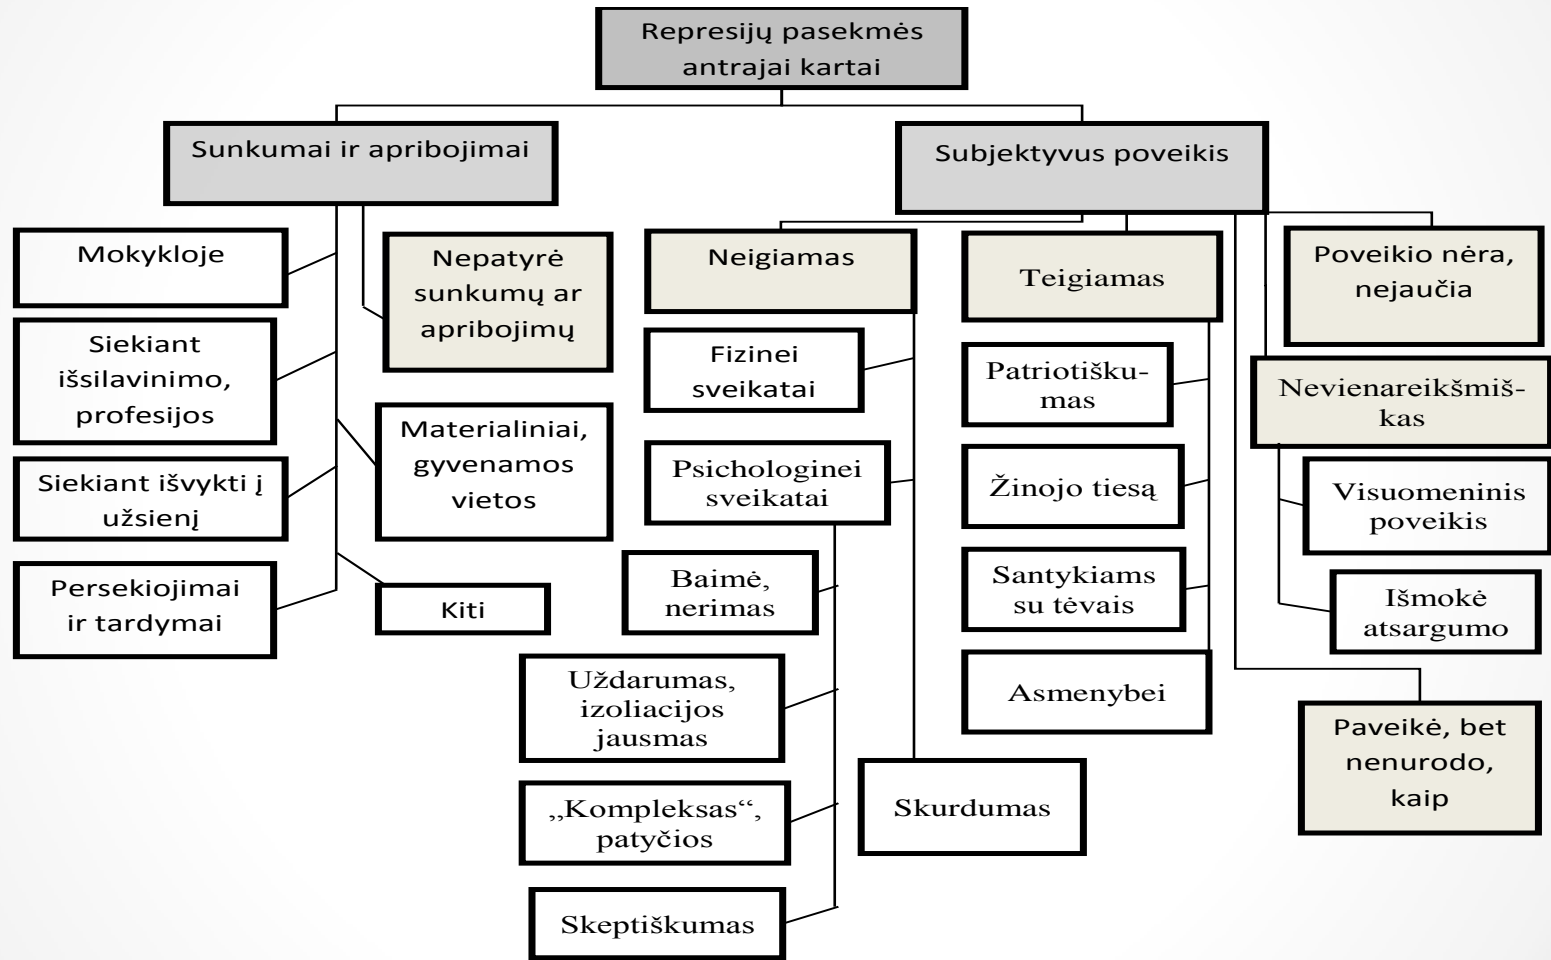 Represijų pasekmės
antrajai kartai
Sunkumai ir apribojimai
Subjektyvus poveikis
Mokykloje
Nepatyrė
sunkumų ar
apribojimų
Siekiant
išsilavinimo,
profesijos
Materialiniai,
gyvenamos
vietos
Siekiant išvykti į
užsienį
Persekiojimai
ir tardymai
Kiti
Neigiamas
Fizinei
sveikatai
Psichologinei
sveikatai
Baimė,
nerimas
Uždarumas,
izoliacijos
jausmas
„Kompleksas“,
patyčios
Skeptiškumas
Skurdumas
Teigiamas
Patriotišku-
mas
Žinojo tiesą
Santykiams
su tėvais
Asmenybei
Poveikio nėra,
nejaučia
Nevienareikšmiš-
kas
Visuomeninis
poveikis
Išmokė
atsargumo
Paveikė, bet
nenurodo,
kaip